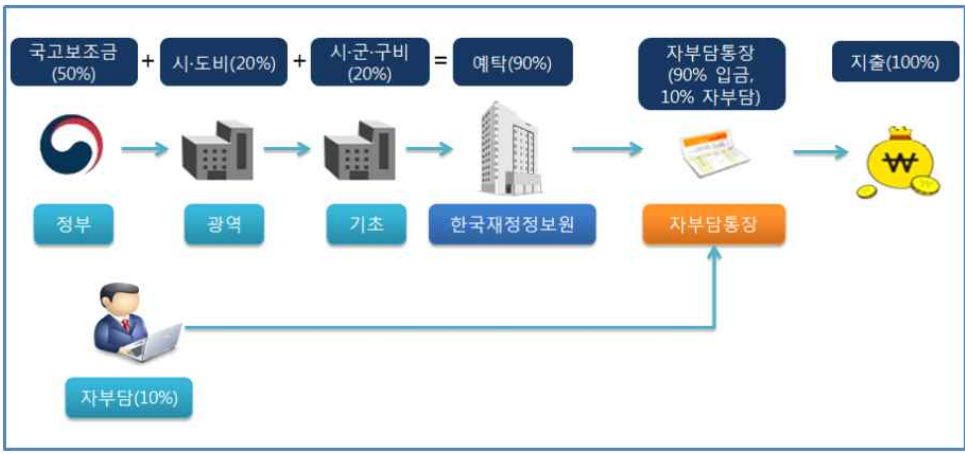 국고보조금
(50%)
+
시·도비(20%)
+
시·군·구비
(20%)
=
예탁(90%)
자부담통장
(90% 입금,
10% 자부담)
지출(100%)
₩
정부
광역
기초
한국재정정보원
자부담통장
자부담(10%)